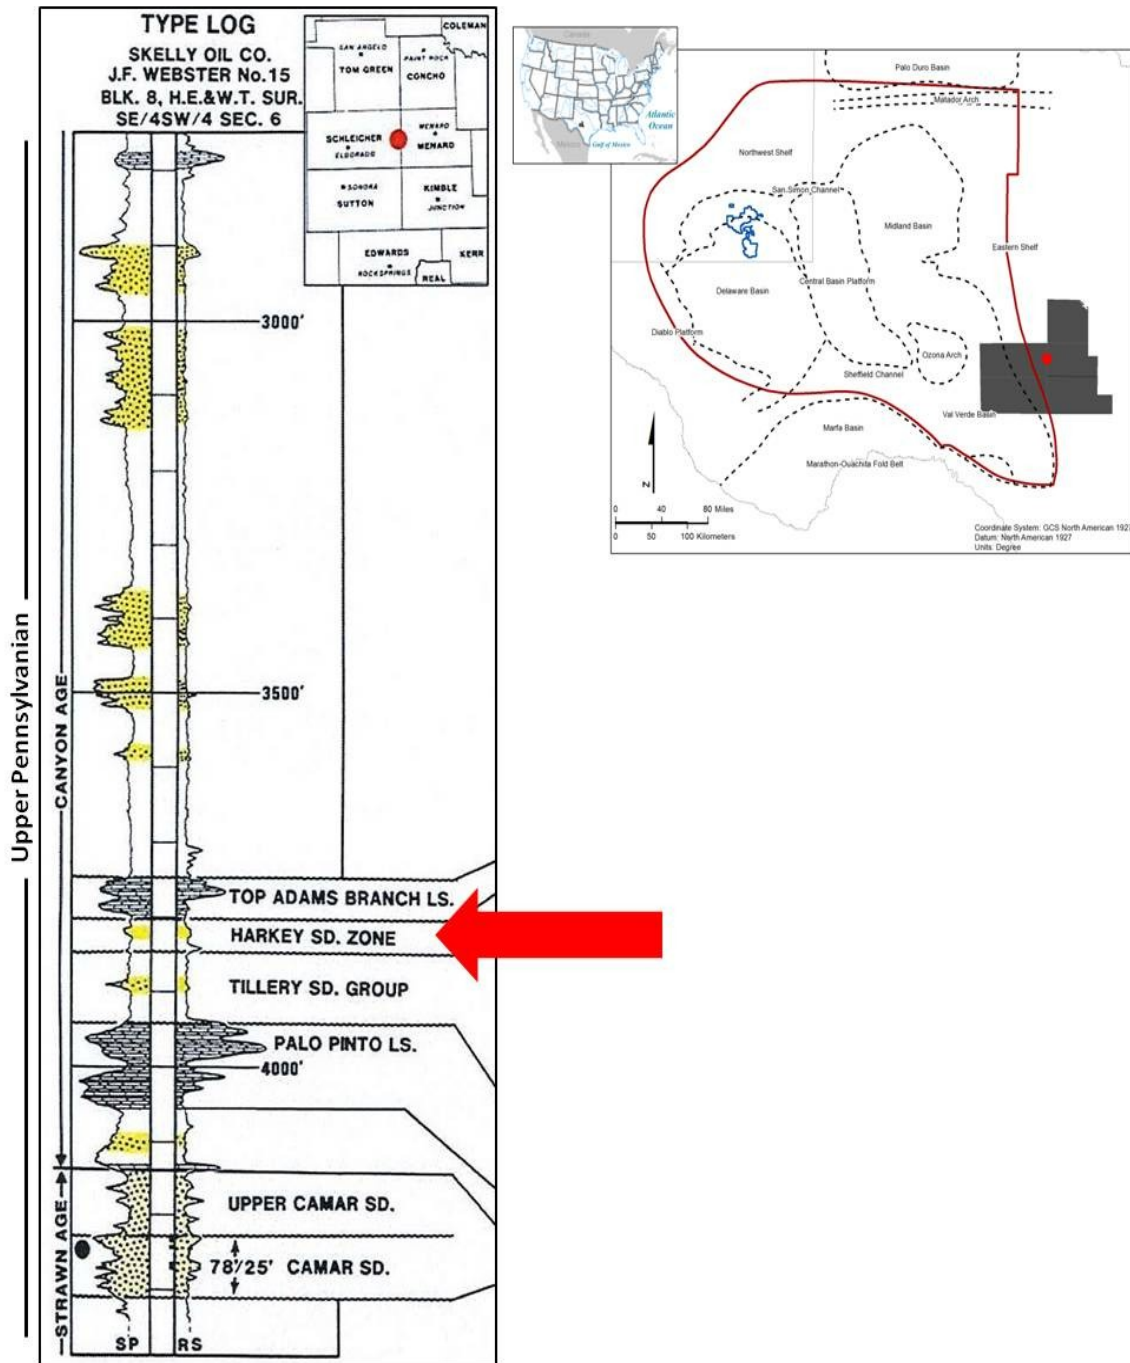 TYPE LOG
SKELLY OIL CO.
J.F. WEBSTER No.15
BLK. 8, H.E.&W.T. SUR.
SE/4SW/4 SEC. 6
COLEMAN
SAN ANGELO
TOM GREEN
PAINT ROCK
CONCHO
SCHLEICHER
ELDORADO
MENARD
MENARD
SONORA
SUTTON
KIMBLE
JUNCTION
EDWARDS
ROCKSPRINGS
REAL
KERR
3000'
3500'
TOP ADAMS BRANCH LS.
HARKEY SD. ZONE
TILLERY SD. GROUP
PALO PINTO LS.
4000'
UPPER CAMAR SD.
78'/25' CAMAR SD.
SP
RS
Upper Pennsylvanian
CANYON AGE
STRAWN AGE
Canada
Atlantic
Ocean
Gulf of Mexico
Mexico
Palo Duro Basin
Matador Arch
Northwest Shelf
San Simon Channel
Midland Basin
Eastern Shelf
Delaware Basin
Central Basin Platform
Diablo Platform
Ozona Arch
Sheffield Channel
Val Verde Basin
Marfa Basin
Marathon-Ouachita Fold Belt
N
0 40 80 Miles
0 50 100 Kilometers
Coordinate System: GCS North American 1927
Datum: North American 1927
Units: Degree